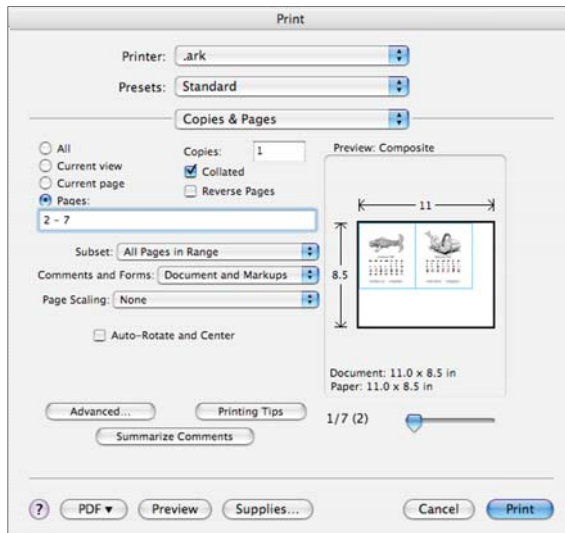 Print
Printer: .ark
Presets: Standard
Copies & Pages
All
Current view
Current page
Pages:
2 - 7
Copies: 1
Collated
Reverse Pages
Subset: All Pages in Range
Comments and Forms: Document and Markups
Page Scaling: None
Auto-Rotate and Center
Advanced...
Printing Tips
Summarize Comments
Preview: Composite
11
8.5
Document: 11.0 x 8.5 in
Paper: 11.0 x 8.5 in
1/7 (2)
?
PDF ▼
Preview
Supplies...
Cancel
Print